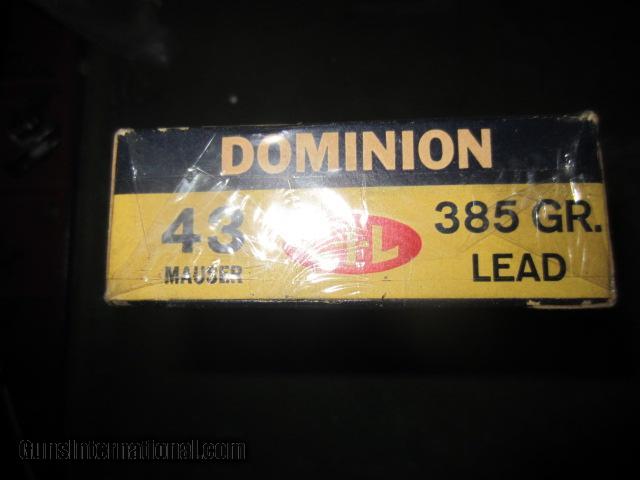 DOMINION
43
MAUSER
385 GR.
LEAD
GunsInternational.com